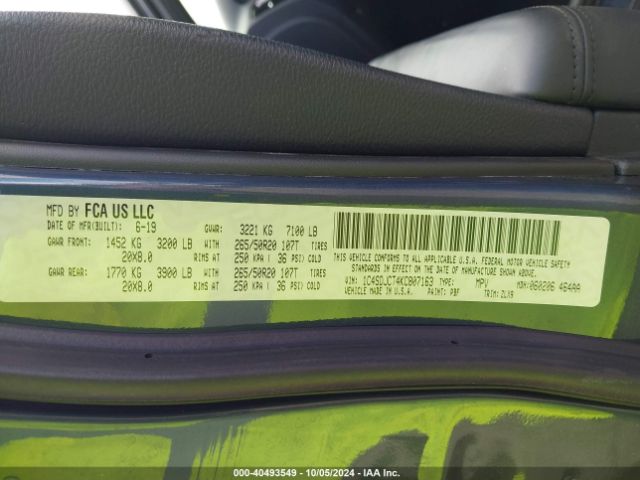 MFD BY FCA US LLC
DATE OF MFR(BUILT): 6-19 GVWR: 3221 KG 7100 LB
GAWR FRONT: 1452 KG 3200 LB WITH 265/50R20 107T TIRES
20X8.0 RIMS AT 250 KPA( 36 PSI) COLD
GAWR REAR: 1770 KG 3900 LB WITH 265/50R20 107T TIRES
20X8.0 RIMS AT 250 KPA( 36 PSI) COLD
THIS VEHICLE CONFORMS TO ALL APPLICABLE U.S.A. FEDERAL MOTOR VEHICLE SAFETY
STANDARDS IN EFFECT ON THE DATE OF MANUFACTURE SHOWN ABOVE.
VIN: 1C4SDJCT4KC807163 TYPE: MPV MDH:060206 464AA
VEHICLE MADE IN U.S.A. PAINT: PBF TRIM: ZLX9
000-40493549 - 10/05/2024 - IAA Inc.